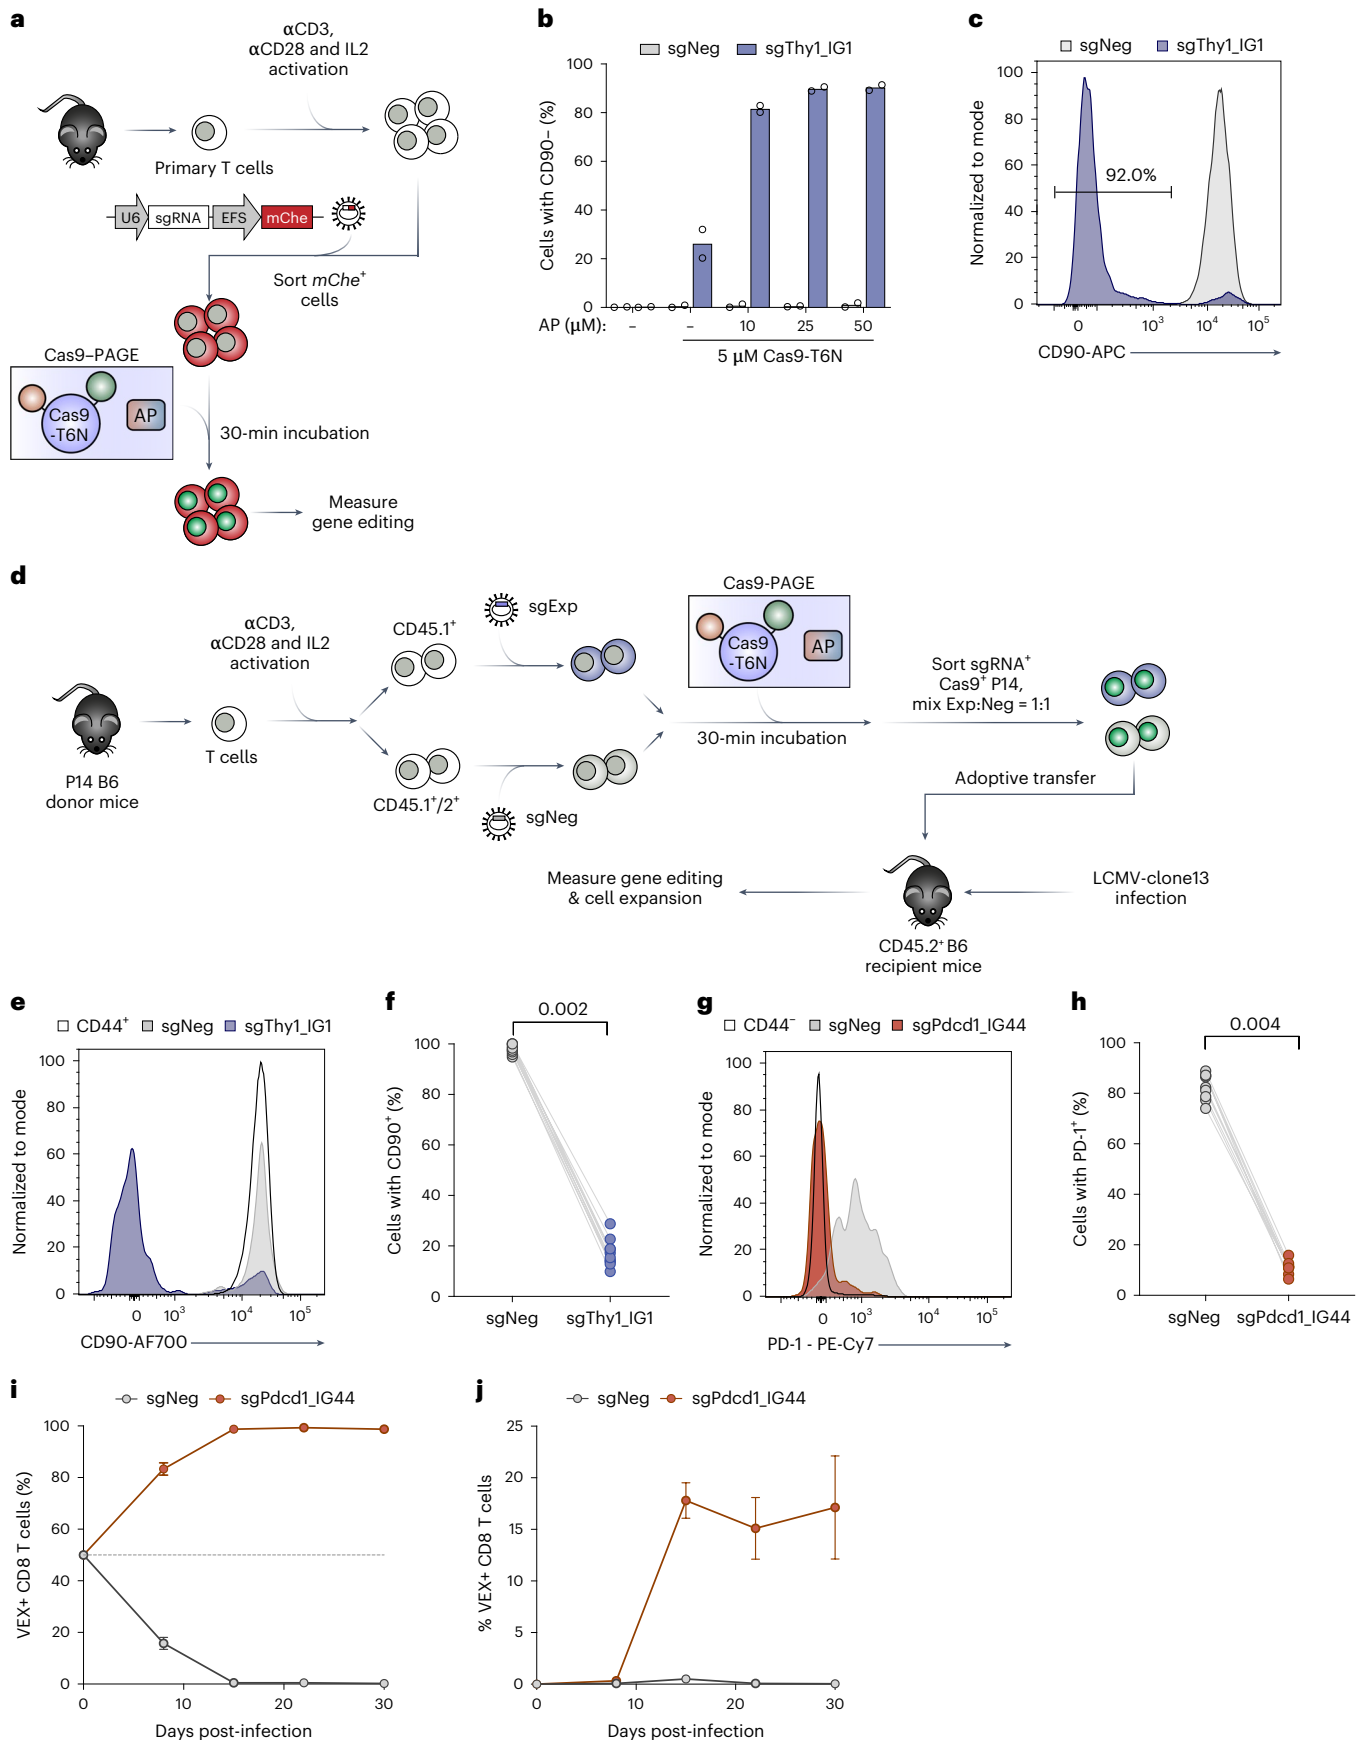 a
αCD3,
αCD28 and IL2
activation
Primary T cells
U6 sgRNA EFS mChe
Sort mChe⁺
cells
Cas9–PAGE
Cas9
-T6N
AP
30-min incubation
Measure
gene editing
b
sgNeg sgThy1_IG1
Cells with CD90− (%)
100
80
60
40
20
0
AP (μM): – – 10 25 50
5 μM Cas9-T6N
c
sgNeg sgThy1_IG1
Normalized to mode
100
80
60
40
20
0
92.0%
0 10³ 10⁴ 10⁵
CD90-APC
d
P14 B6
donor mice
T cells
αCD3,
αCD28 and IL2
activation
CD45.1⁺
CD45.1⁺/2⁺
sgExp
sgNeg
Cas9-PAGE
Cas9
-T6N
AP
30-min incubation
Sort sgRNA⁺
Cas9⁺ P14,
mix Exp:Neg = 1:1
Adoptive transfer
LCMV-clone13
infection
CD45.2⁺ B6
recipient mice
Measure gene editing
& cell expansion
e
CD44⁺ sgNeg sgThy1_IG1
Normalized to mode
100
80
60
40
20
0
0 10³ 10⁴ 10⁵
CD90-AF700
f
0.002
Cells with CD90⁺ (%)
100
80
60
40
20
0
sgNeg sgThy1_IG1
g
CD44⁻ sgNeg sgPdcd1_IG44
Normalized to mode
100
80
60
40
20
0
0 10³ 10⁴ 10⁵
PD-1 - PE-Cy7
h
0.004
Cells with PD-1⁺ (%)
100
80
60
40
20
0
sgNeg sgPdcd1_IG44
i
sgNeg sgPdcd1_IG44
VEX+ CD8 T cells (%)
100
80
60
40
20
0
0 10 20 30
Days post-infection
j
sgNeg sgPdcd1_IG44
% VEX+ CD8 T cells
25
20
15
10
5
0
0 10 20 30
Days post-infection